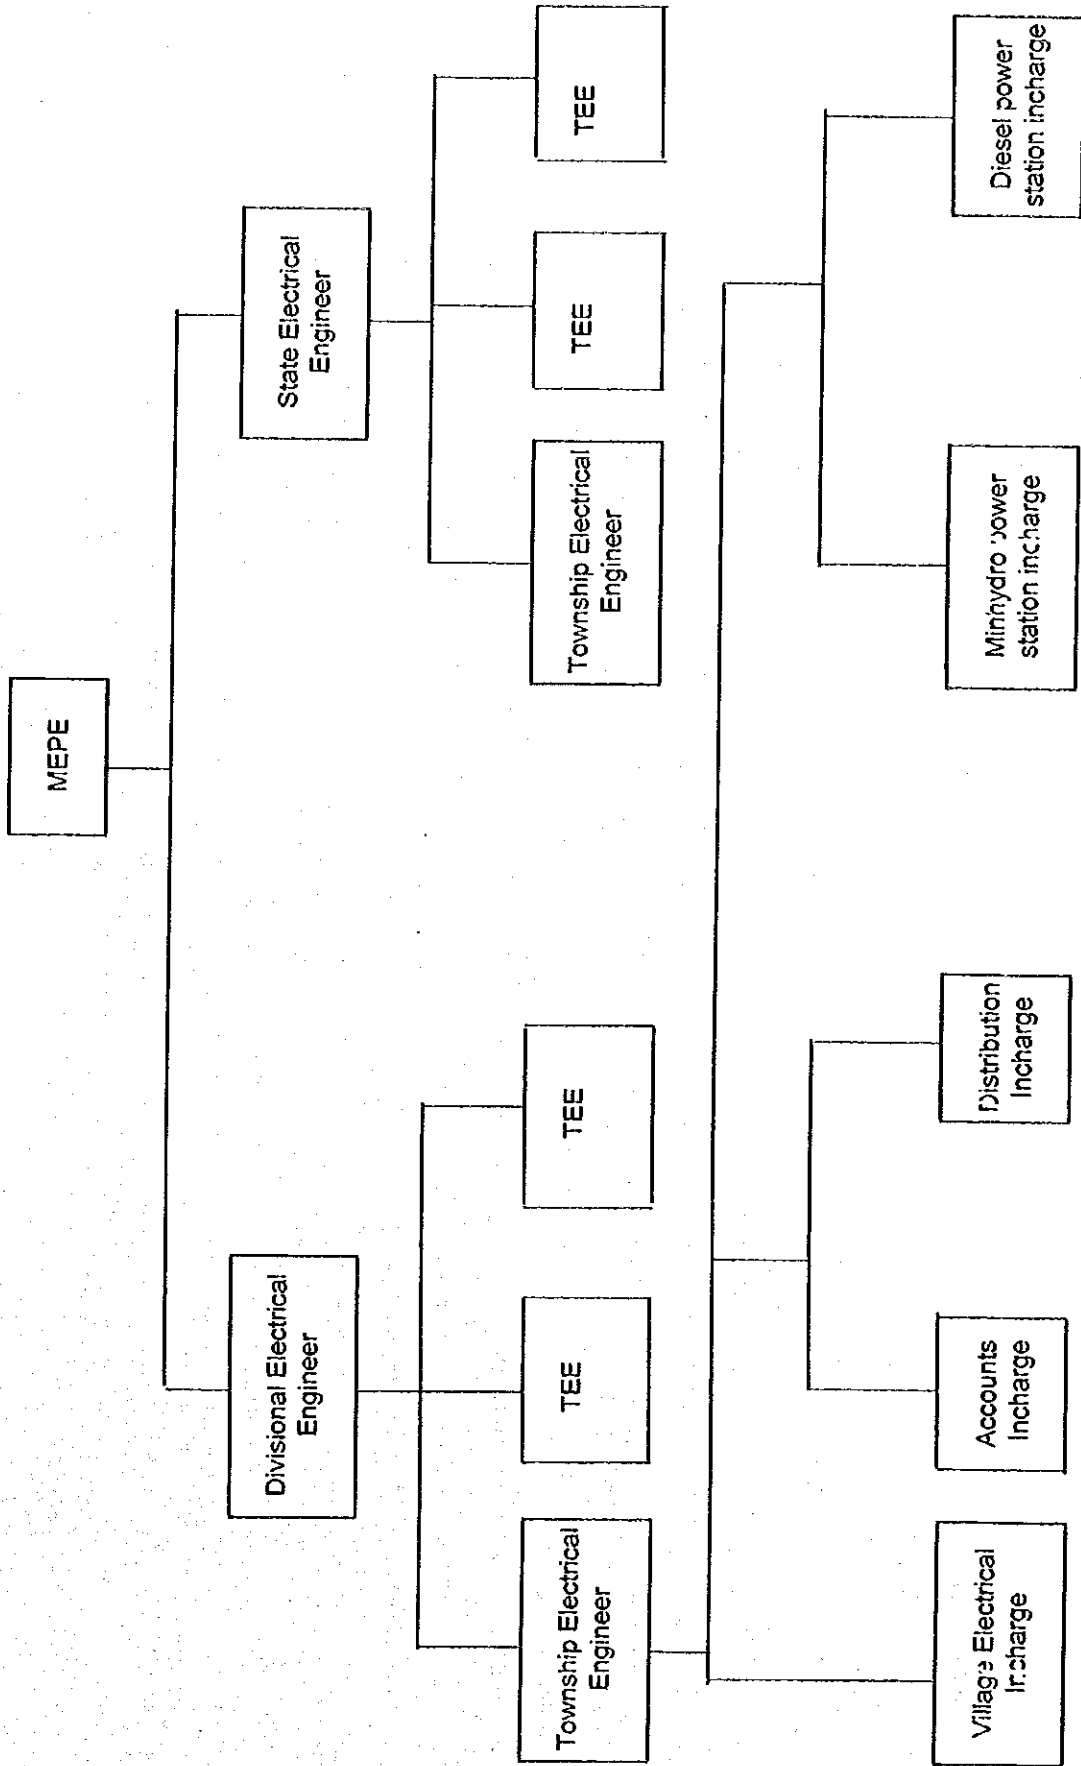 MEPE
Divisional Electrical
Engineer
State Electrical
Engineer
Township Electrical
Engineer
TEE
TEE
Township Electrical
Engineer
TEE
TEE
Village Electrical
Incharge
Accounts
Incharge
Distribution
Incharge
Minhydro power
station incharge
Diesel power
station incharge